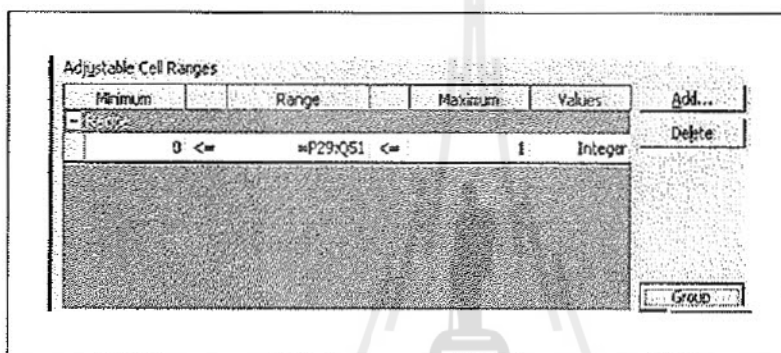 Adjustable Cell Ranges
Minimum Range Maximum Values Add...
Delete
0 <= =P29:Q51 <= 1 Integer
Group